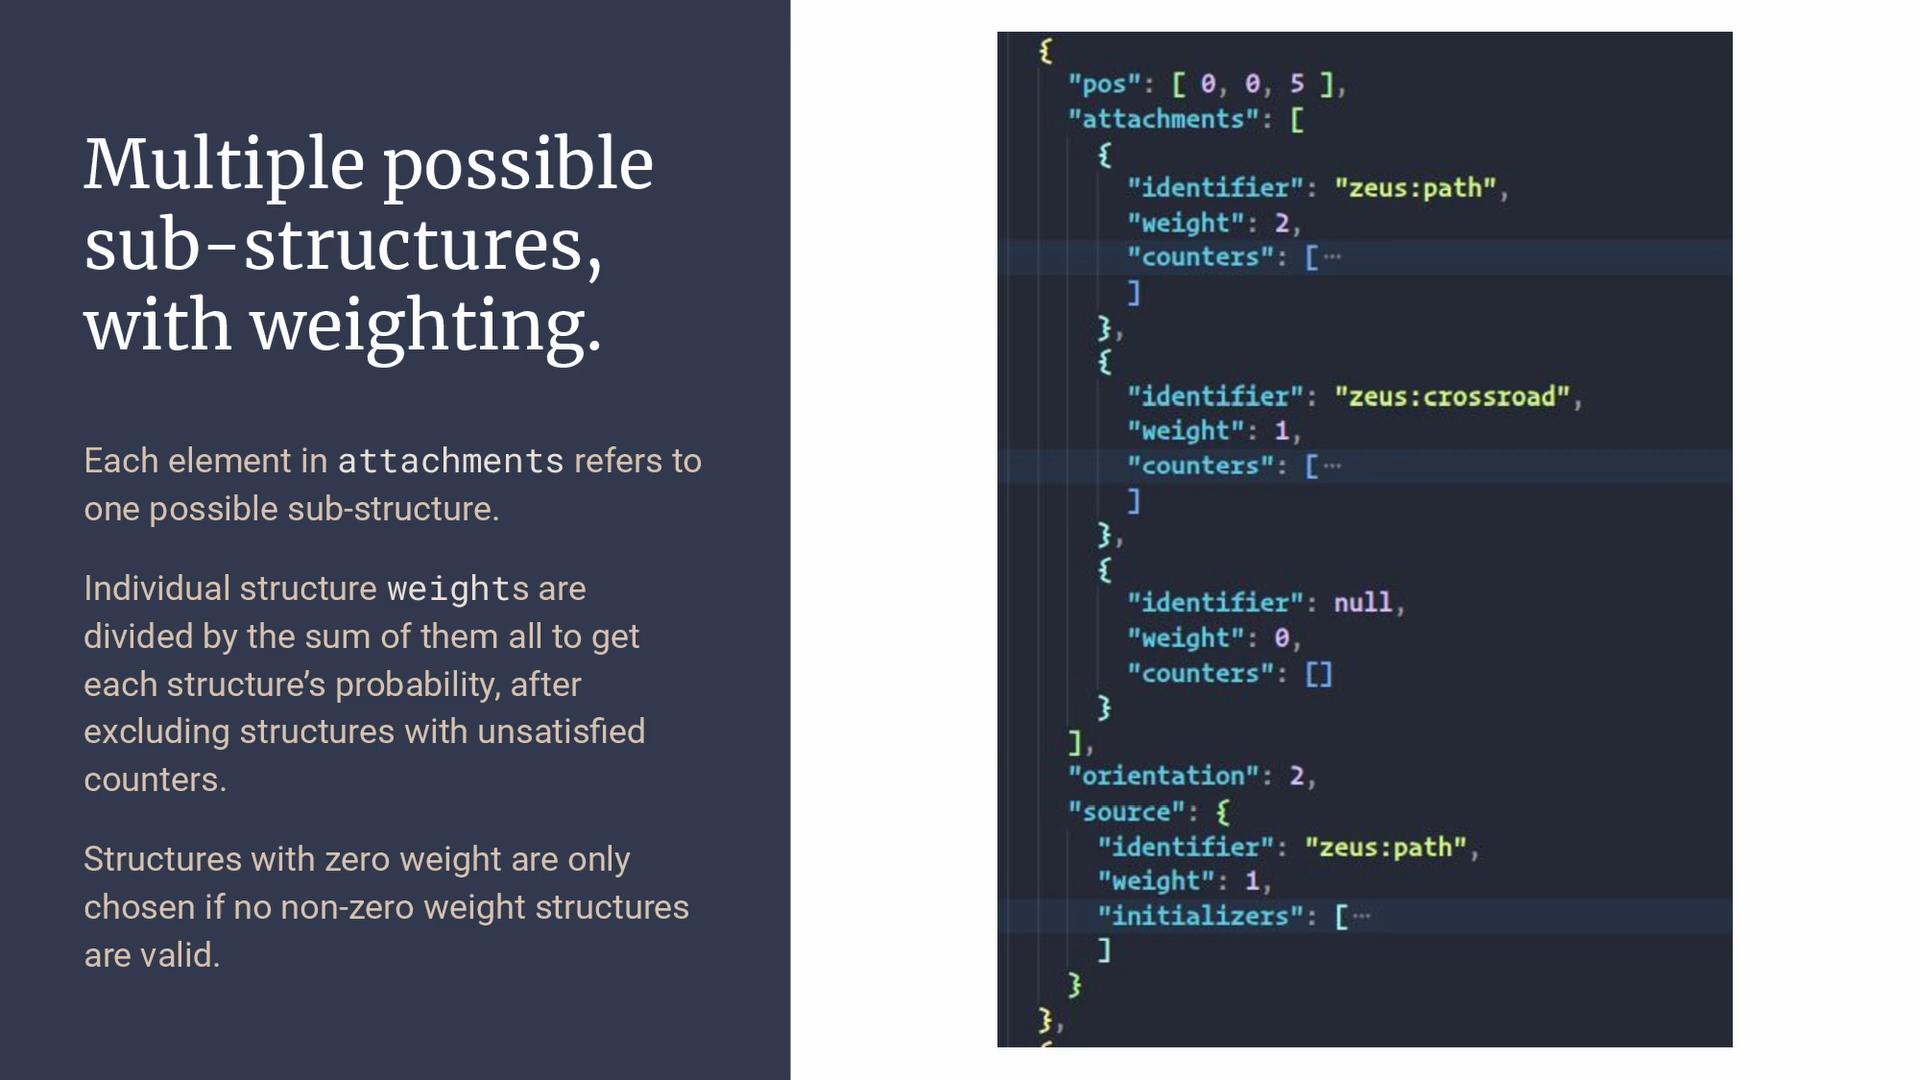 Multiple possible
sub-structures,
with weighting.
Each element in attachments refers to
one possible sub-structure.
Individual structure weights are
divided by the sum of them all to get
each structure’s probability, after
excluding structures with unsatisfied
counters.
Structures with zero weight are only
chosen if no non-zero weight structures
are valid.
{
"pos": [ 0, 0, 5 ],
"attachments": [
{
"identifier": "zeus:path",
"weight": 2,
"counters": [···
]
},
{
"identifier": "zeus:crossroad",
"weight": 1,
"counters": [···
]
},
{
"identifier": null,
"weight": 0,
"counters": []
}
],
"orientation": 2,
"source": {
"identifier": "zeus:path",
"weight": 1,
"initializers": [···
]
}
},